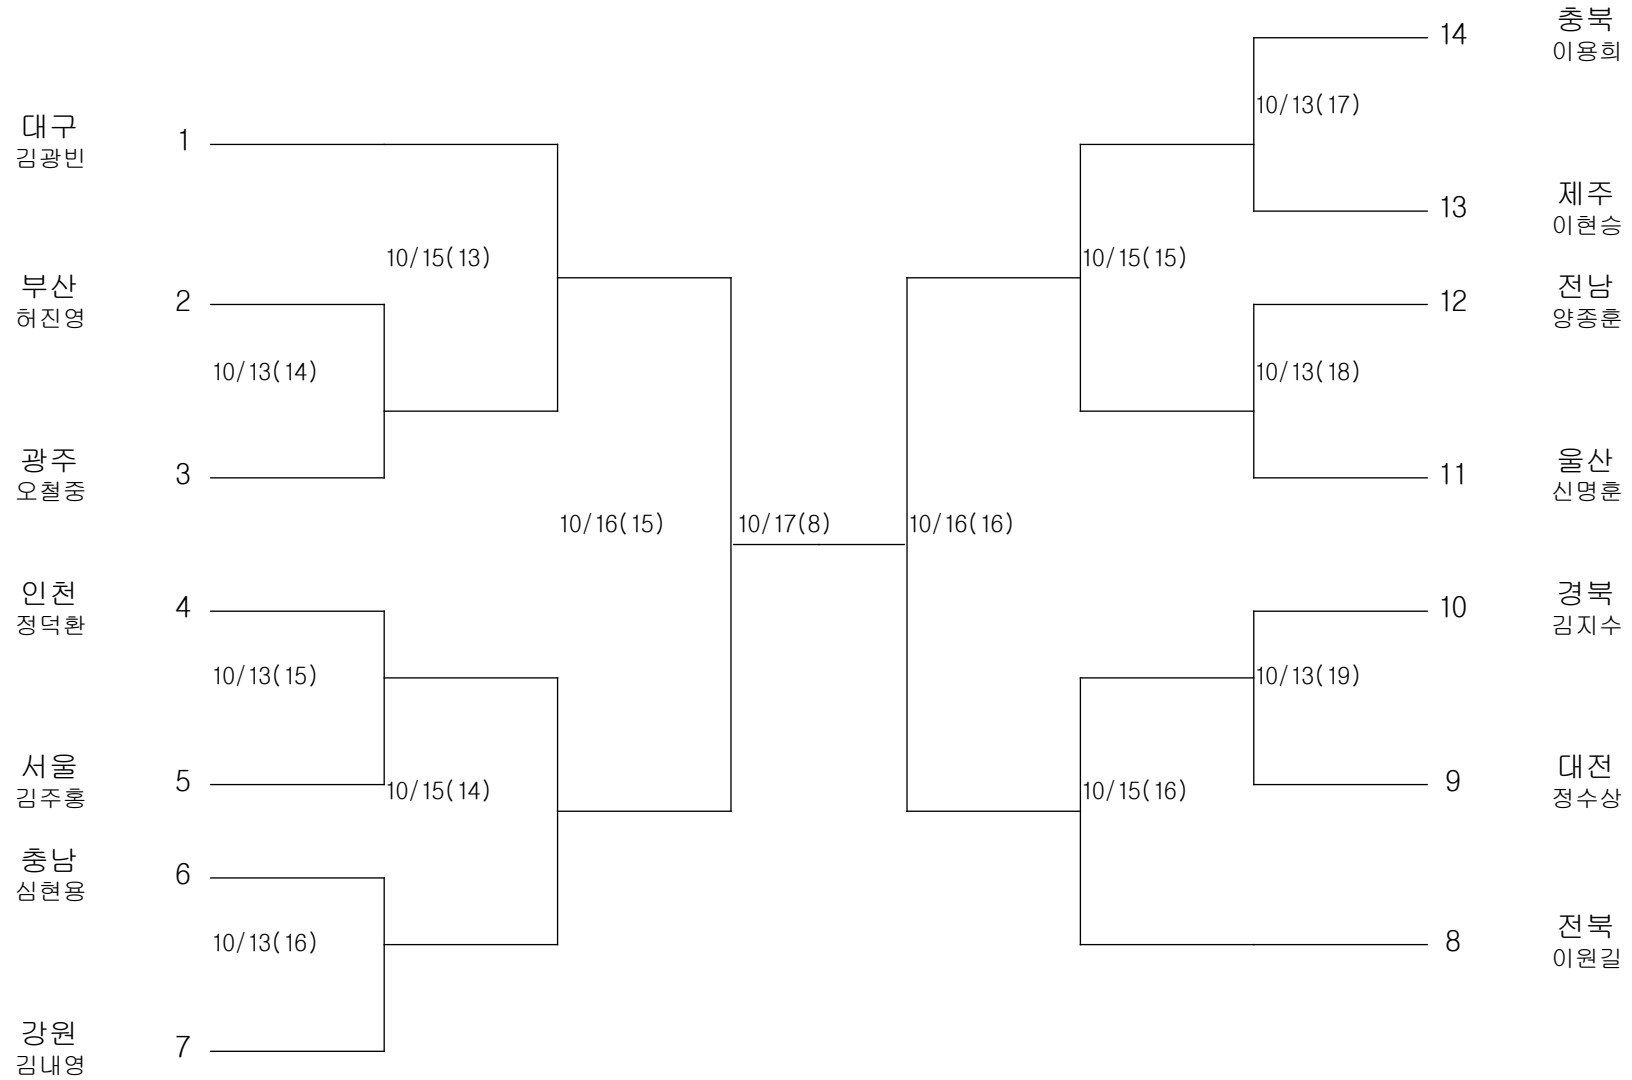 대구
김광빈
1
10/15(13)
부산
허진영
2
10/13(14)
광주
오철중
3
10/16(15)
인천
정덕환
4
10/13(15)
서울
김주홍
5
10/15(14)
충남
심현용
6
10/13(16)
강원
김내영
7
10/17(8)
14
충북
이용희
10/13(17)
13
제주
이현승
10/15(15)
12
전남
양종훈
10/13(18)
11
울산
신명훈
10/16(16)
10
경북
김지수
10/13(19)
9
대전
정수상
10/15(16)
8
전북
이원길